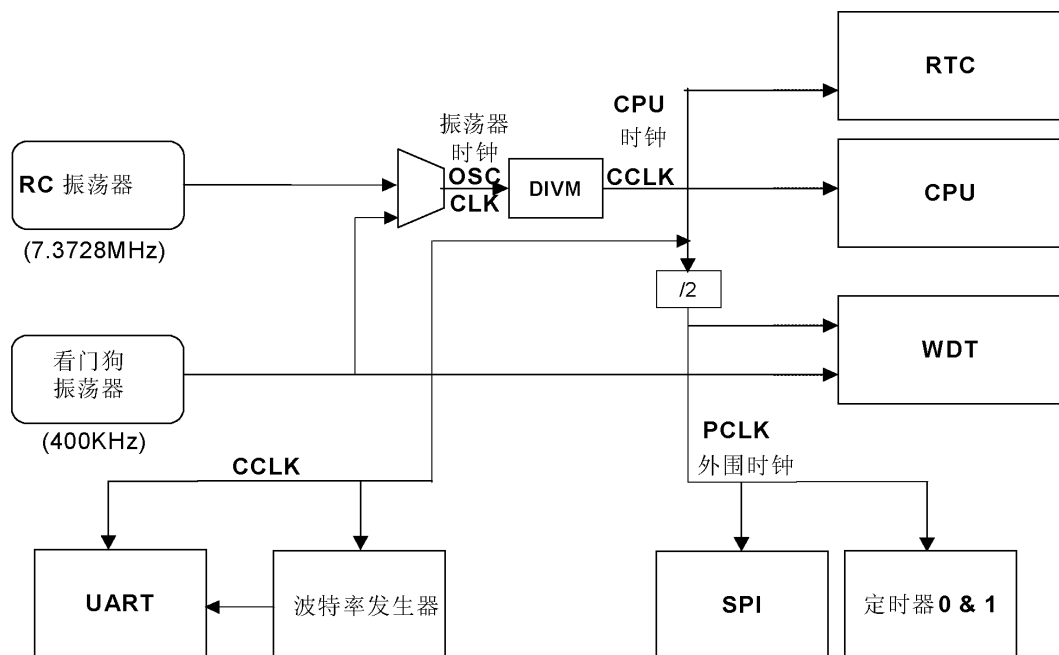 RTC
CPU
时钟
振荡器
时钟
RC 振荡器
OSC
CLK
DIVM
CCLK
CPU
(7.3728MHz)
/2
看门狗
振荡器
WDT
(400KHz)
PCLK
外围时钟
CCLK
UART
波特率发生器
SPI
定时器 0 & 1